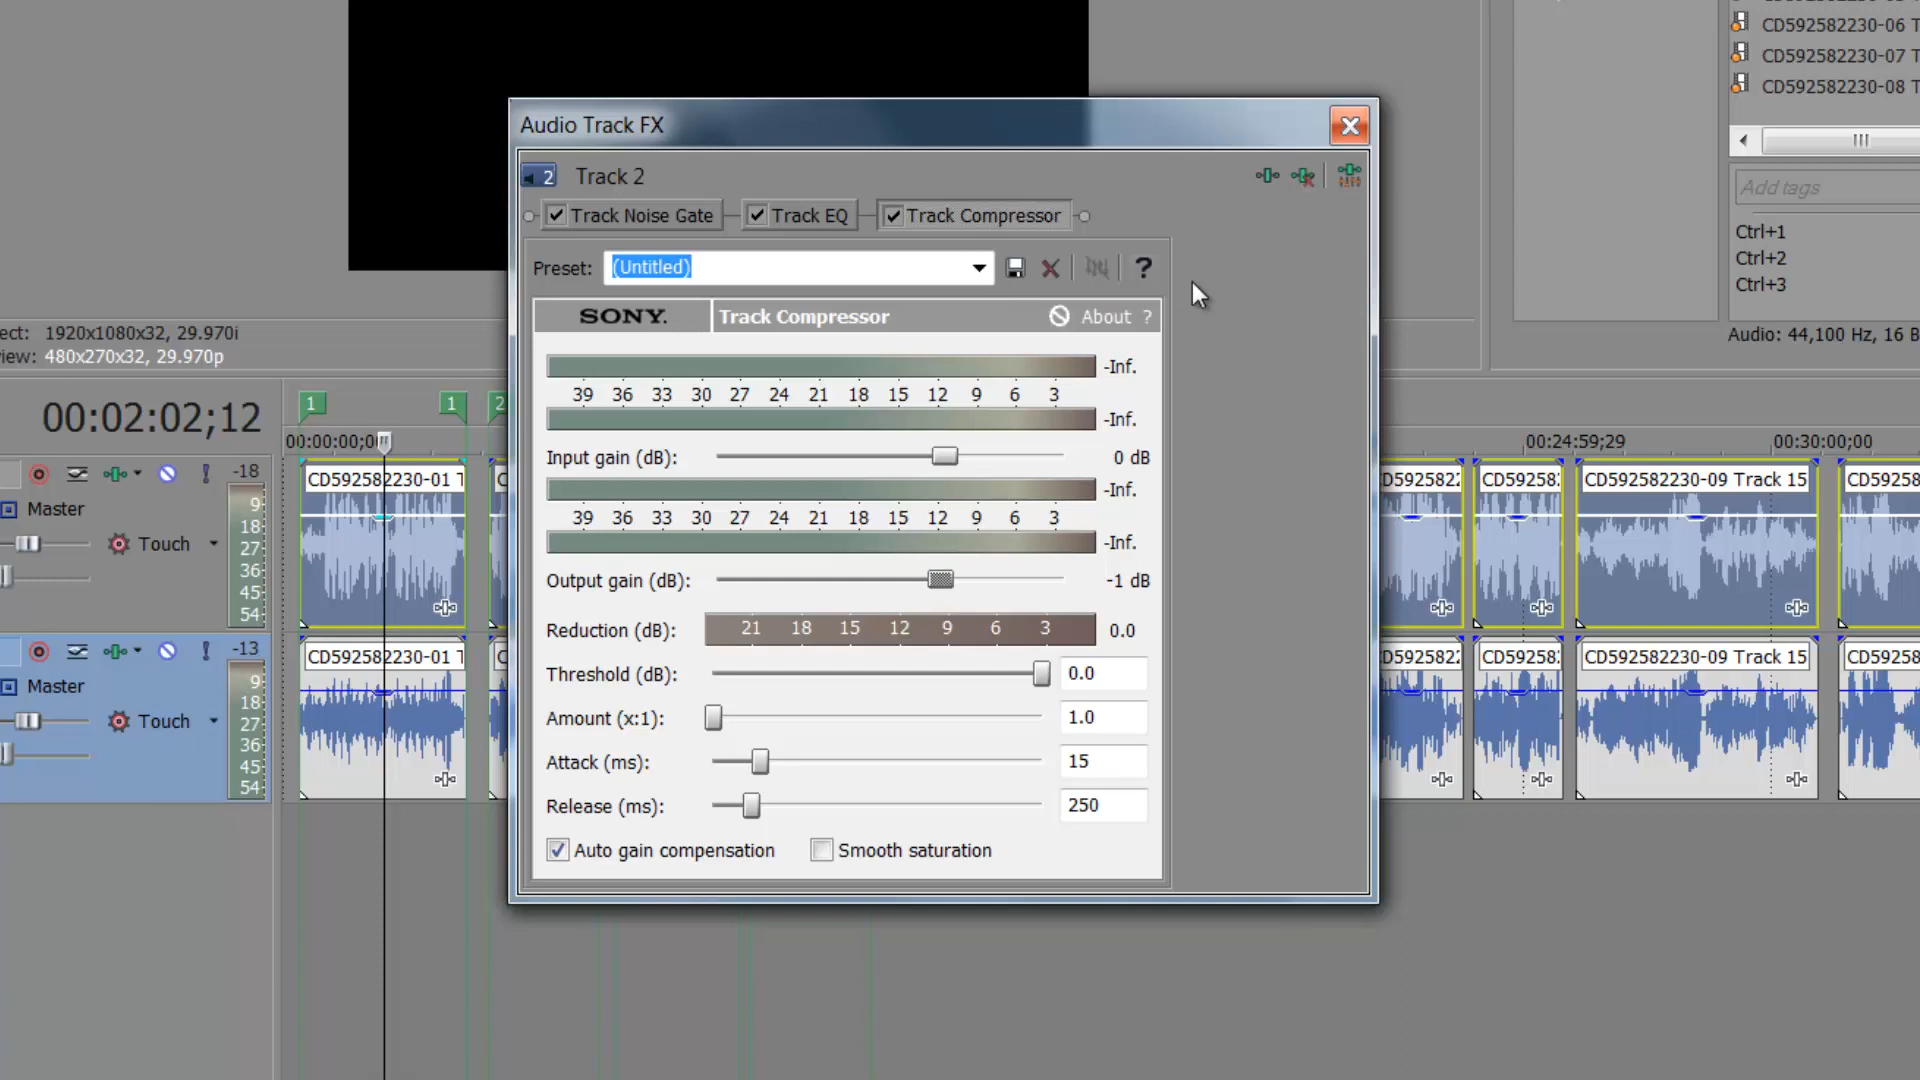 CD592582230-06 T
CD592582230-07 T
CD592582230-08 T
Add tags
Ctrl+1
Ctrl+2
Ctrl+3
Audio: 44,100 Hz, 16 B
ect: 1920x1080x32, 29.970i
iew: 480x270x32, 29.970p
00:02:02;12
1
1
2
00:00:00;0
00:24:59;29
00:30:00;00
-18
9
18
27
36
45
54
Master
Touch
CD592582230-01 T
C
D5925822
CD59258
CD592582230-09 Track 15
CD59258
-13
9
18
27
36
45
54
Master
Touch
CD592582230-01 T
C
D5925822
CD59258
CD592582230-09 Track 15
CD59258
Audio Track FX
2 Track 2
Track Noise Gate Track EQ Track Compressor
Preset: (Untitled) ?
SONY. Track Compressor About ?
-Inf.
39 36 33 30 27 24 21 18 15 12 9 6 3
-Inf.
Input gain (dB): 0 dB
-Inf.
39 36 33 30 27 24 21 18 15 12 9 6 3
-Inf.
Output gain (dB): -1 dB
Reduction (dB): 21 18 15 12 9 6 3 0.0
Threshold (dB): 0.0
Amount (x:1): 1.0
Attack (ms): 15
Release (ms): 250
Auto gain compensation Smooth saturation